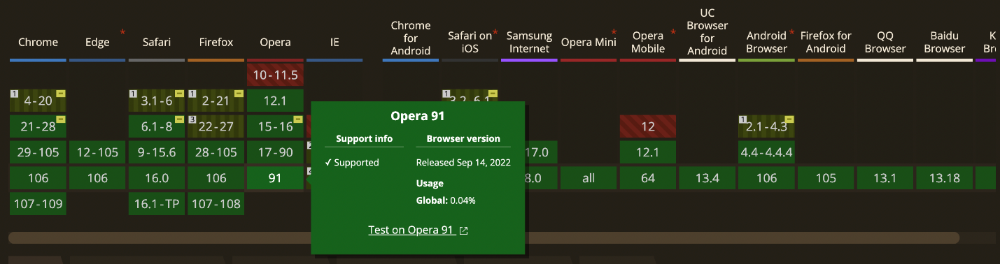 Chrome
Edge *
Safari
Firefox
Opera
IE
Chrome for Android
Safari on iOS *
Samsung Internet
Opera Mini *
Opera Mobile *
UC Browser for Android
Android Browser *
Firefox for Android
QQ Browser
Baidu Browser
10-11.5
1 4-20
1 3.1-6
1 2-21
12.1
1 3.2-6.1
21-28
6.1-8
3 22-27
15-16
12
1 2.1-4.3
29-105
12-105
9-15.6
28-105
17-90
2
17.0
12.1
4.4-4.4.4
106
106
16.0
106
91
4
8.0
all
64
13.4
106
105
13.1
13.18
107-109
16.1-TP
107-108
Opera 91
Support info
Browser version
✓ Supported
Released Sep 14, 2022
Usage
Global: 0.04%
Test on Opera 91